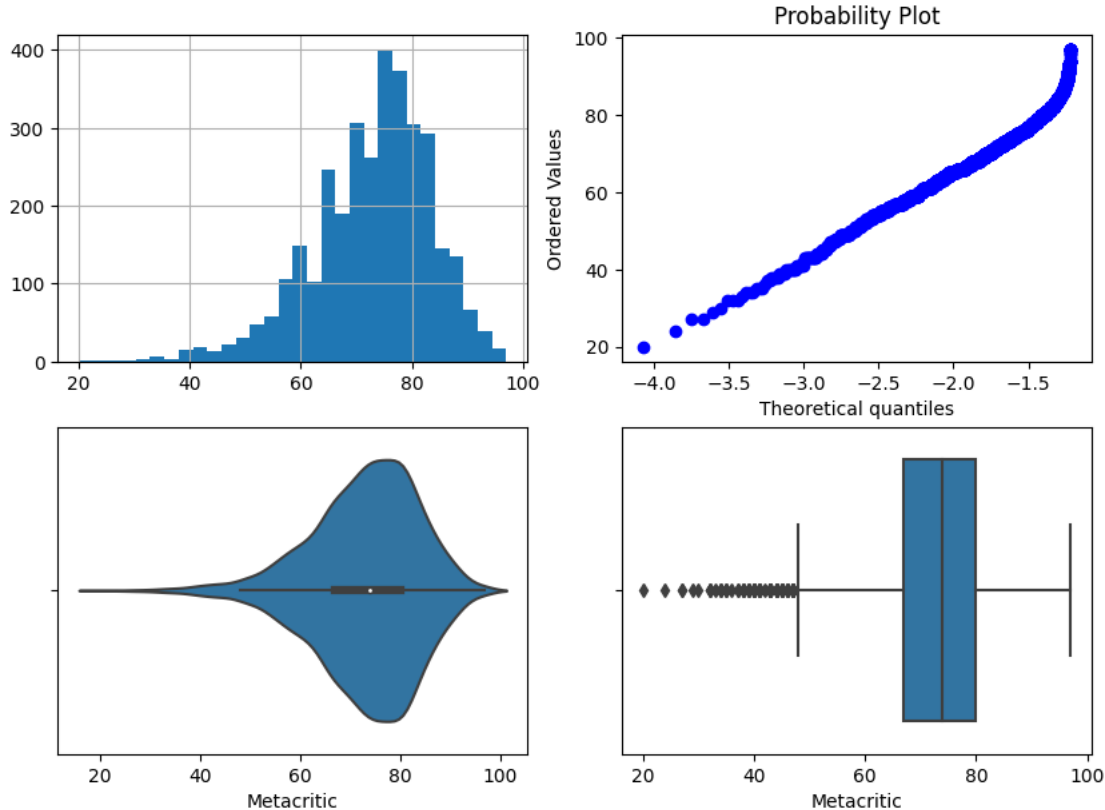 Probability Plot
400
300
200
100
0
20 40 60 80 100
Ordered Values
100
80
60
40
20
−4.0 −3.5 −3.0 −2.5 −2.0 −1.5
Theoretical quantiles
20 40 60 80 100
Metacritic
20 40 60 80 100
Metacritic